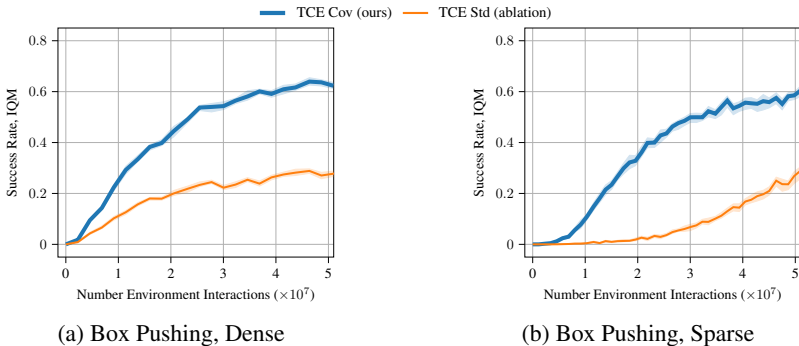 TCE Cov (ours) TCE Std (ablation)
0.8
0.6
0.4
0.2
0
Success Rate, IQM
0 1 2 3 4 5
Number Environment Interactions (×10⁷)
(a) Box Pushing, Dense
0.8
0.6
0.4
0.2
0
Success Rate, IQM
0 1 2 3 4 5
Number Environment Interactions (×10⁷)
(b) Box Pushing, Sparse